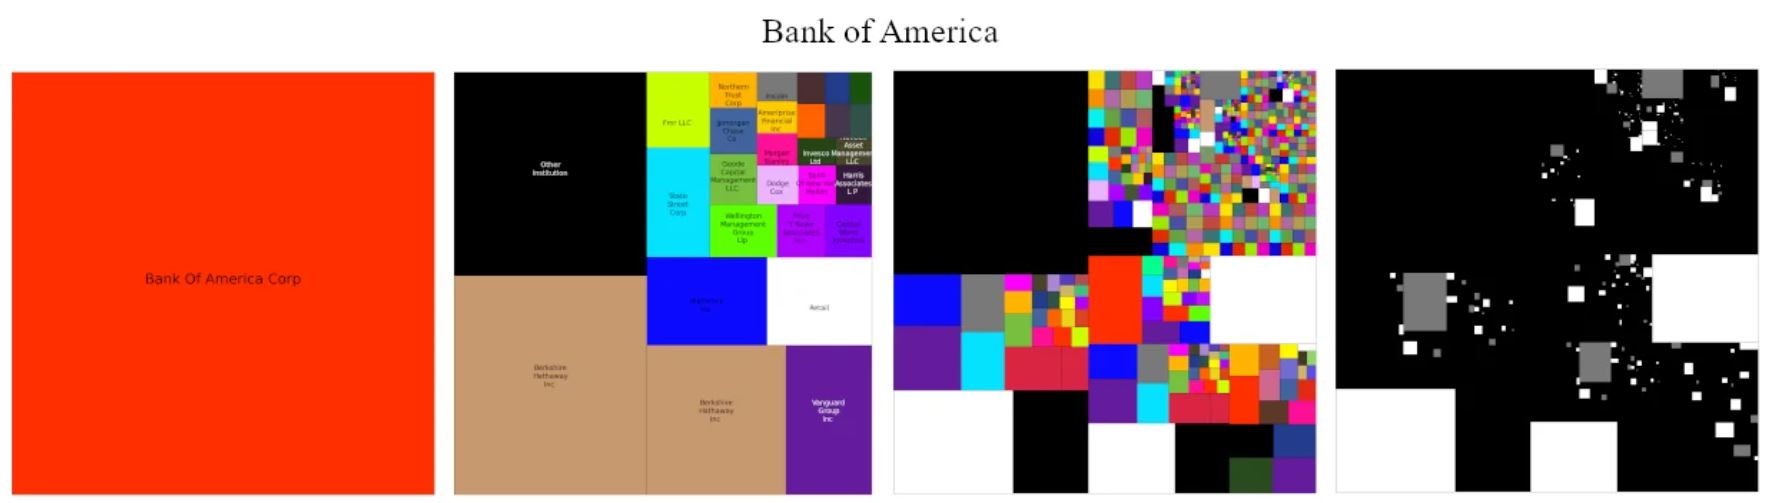 Bank of America
Bank Of America Corp
Other
Institution
Berkshire
Hathaway
Inc
Fmr LLC
State
Street
Corp
Northern
Trust
Corp
Jpmorgan
Chase
Co
Geode
Capital
Management
LLC
Wellington
Management
Group
Llp
Ameriprise
Financial
Inc
Morgan
Stanley
Dodge
Cox
Invesco
Ltd
Asset
Management
LLC
Harris
Associates
L P
Price
T Rowe
Associates
Inc
Capital
World
Investors
Retail
Berkshire
Hathaway
Inc
Vanguard
Group
Inc